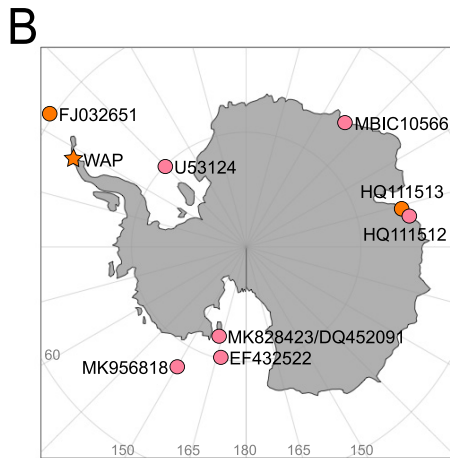 B
FJ032651
MBIC10566
WAP
U53124
HQ111513
HQ111512
MK828423/DQ452091
EF432522
MK956818
60
150 165 180 165 150